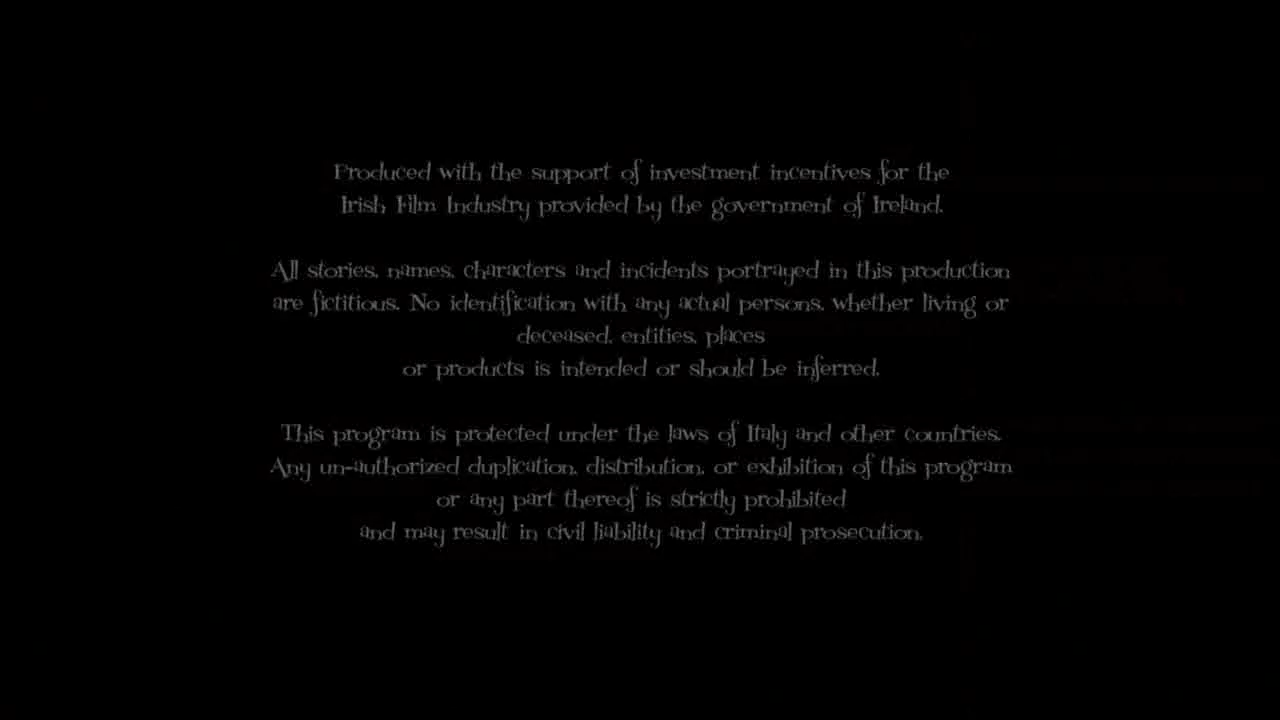 Produced with the support of investment incentives for the
Irish Film Industry provided by the government of Ireland.
All stories, names, characters and incidents portrayed in this production
are fictitious. No identification with any actual persons, whether living or
deceased, entities, places
or products is intended or should be inferred.
This program is protected under the laws of Italy and other countries.
Any un-authorized duplication, distribution, or exhibition of this program
or any part thereof is strictly prohibited
and may result in civil liability and criminal prosecution.